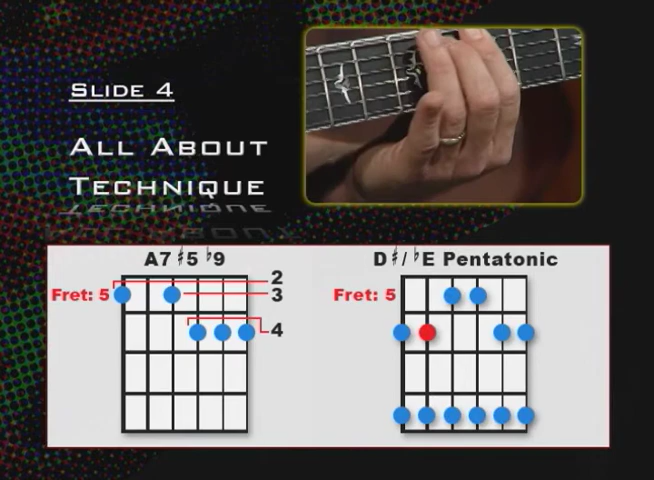 SLIDE 4
ALL ABOUT
TECHNIQUE
A7 ♯5 ♭9
Fret: 5
2
3
4
D♯/♭E Pentatonic
Fret: 5